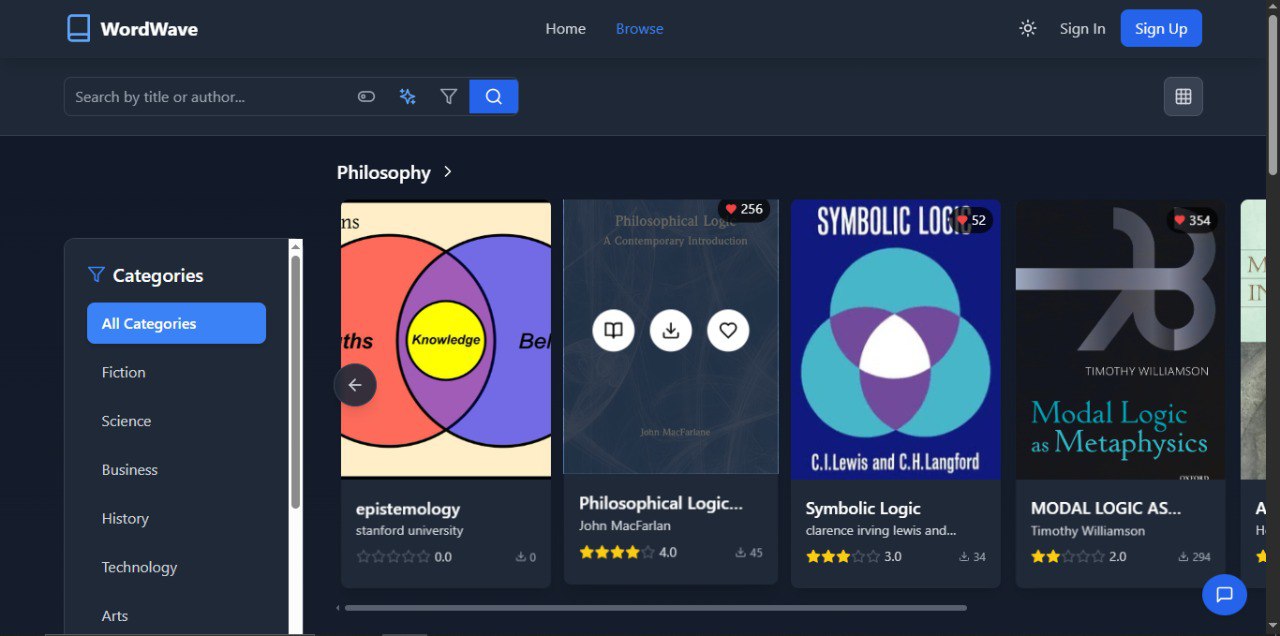 WordWave
Home
Browse
Sign In
Sign Up
Search by title or author...
Philosophy
Categories
All Categories
Fiction
Science
Business
History
Technology
Arts
ms
ths
Knowledge
Bel
epistemology
stanford university
0.0
0
256
Philosophical Logic
A Contemporary Introduction
John MacFarlane
Philosophical Logic...
John MacFarlan
4.0
45
52
SYMBOLIC LOGIC
C.I.Lewis and C.H.Langford
Symbolic Logic
clarence irving lewis and...
3.0
34
354
TIMOTHY WILLIAMSON
Modal Logic
as Metaphysics
OXFORD
MODAL LOGIC AS...
Timothy Williamson
2.0
294
M
IN
A
H